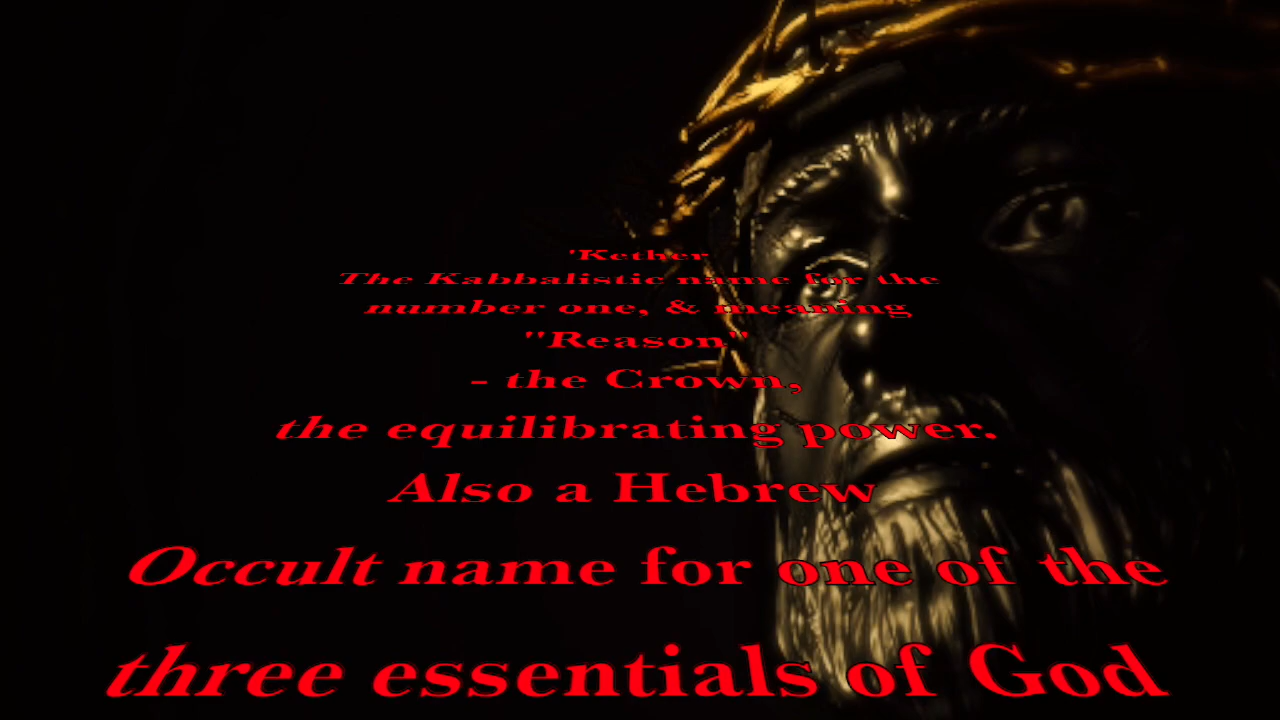 'Kether
The Kabbalistic name for the
number one, & meaning
"Reason"
- the Crown,
the equilibrating power.
Also a Hebrew
Occult name for one of the
three essentials of God